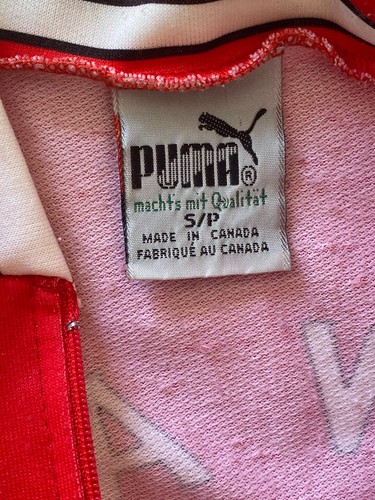 PUMA®
macht's mit Qualität
S/P
MADE IN CANADA
FABRIQUÉ AU CANADA